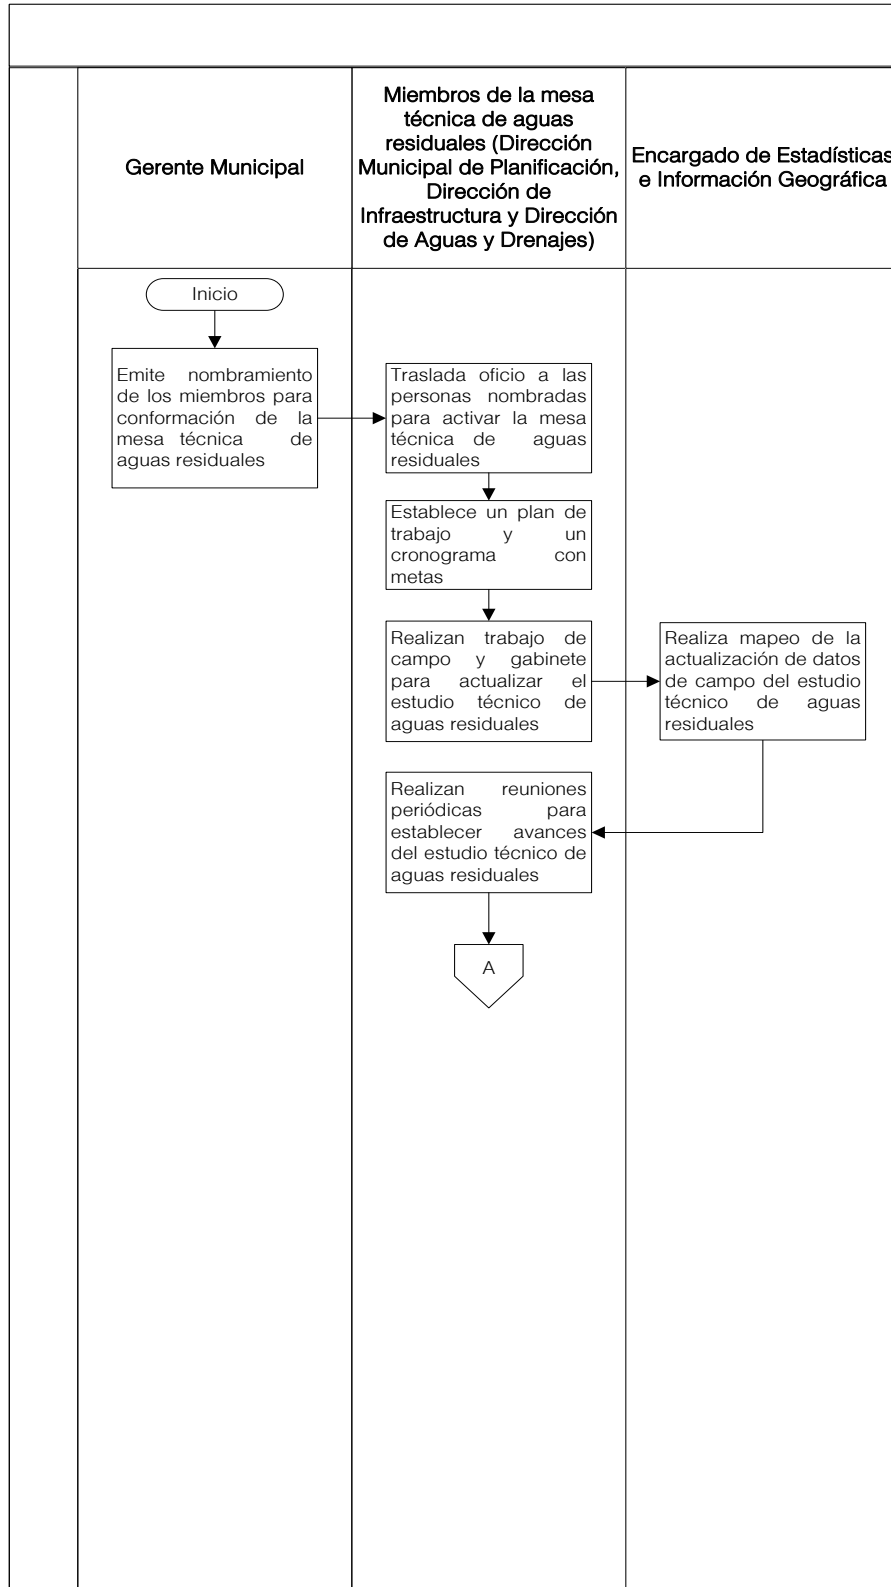 Gerente Municipal
Miembros de la mesa
técnica de aguas
residuales (Dirección
Municipal de Planificación,
Dirección de
Infraestructura y Dirección
de Aguas y Drenajes)
Encargado de Estadísticas
e Información Geográfica
Inicio
Emite nombramiento
de los miembros para
conformación de la
mesa técnica de
aguas residuales
Traslada oficio a las
personas nombradas
para activar la mesa
técnica de aguas
residuales
Establece un plan de
trabajo y un
cronograma con
metas
Realizan trabajo de
campo y gabinete
para actualizar el
estudio técnico de
aguas residuales
Realiza mapeo de la
actualización de datos
de campo del estudio
técnico de aguas
residuales
Realizan reuniones
periódicas para
establecer avances
del estudio técnico de
aguas residuales
A